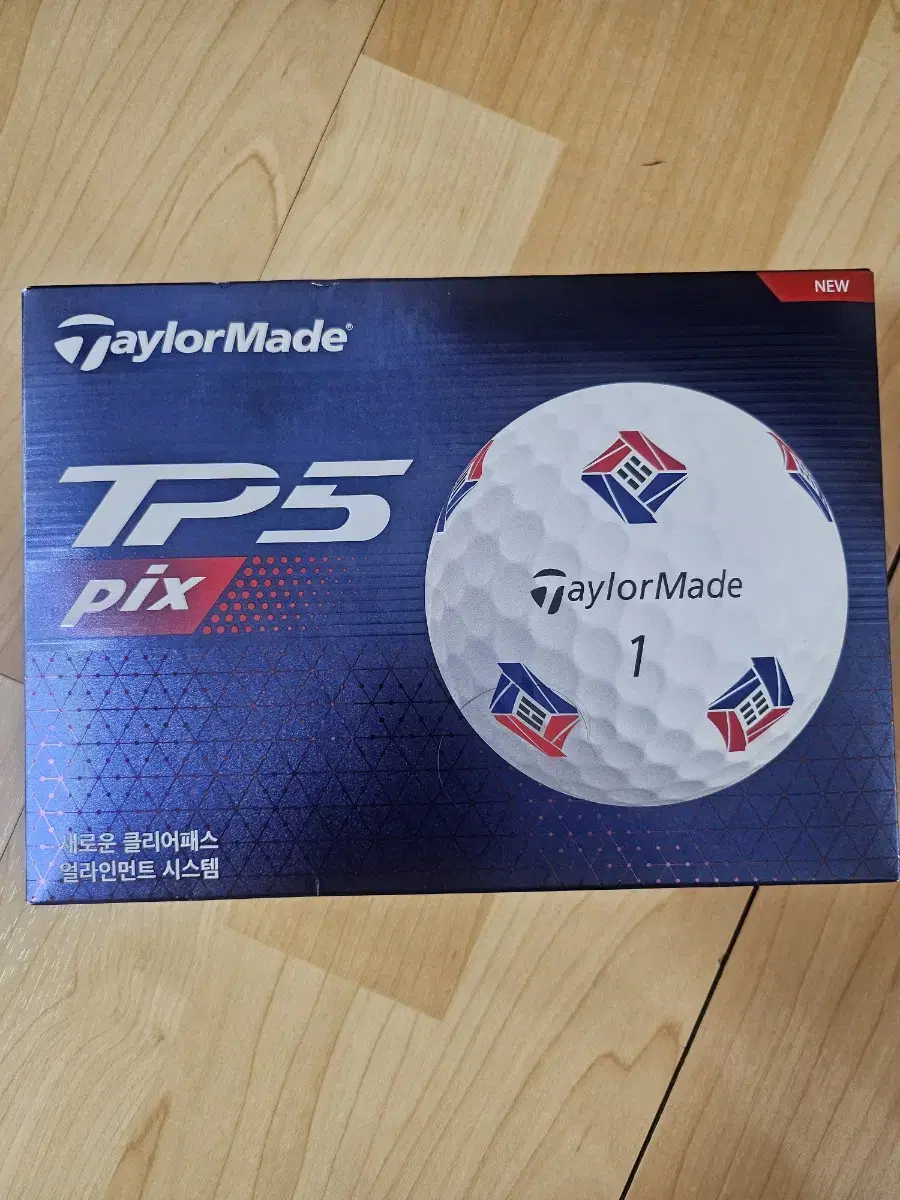 NEW
TaylorMade®
TP5
pix
TaylorMade
1
새로운 클리어패스
얼라인먼트 시스템